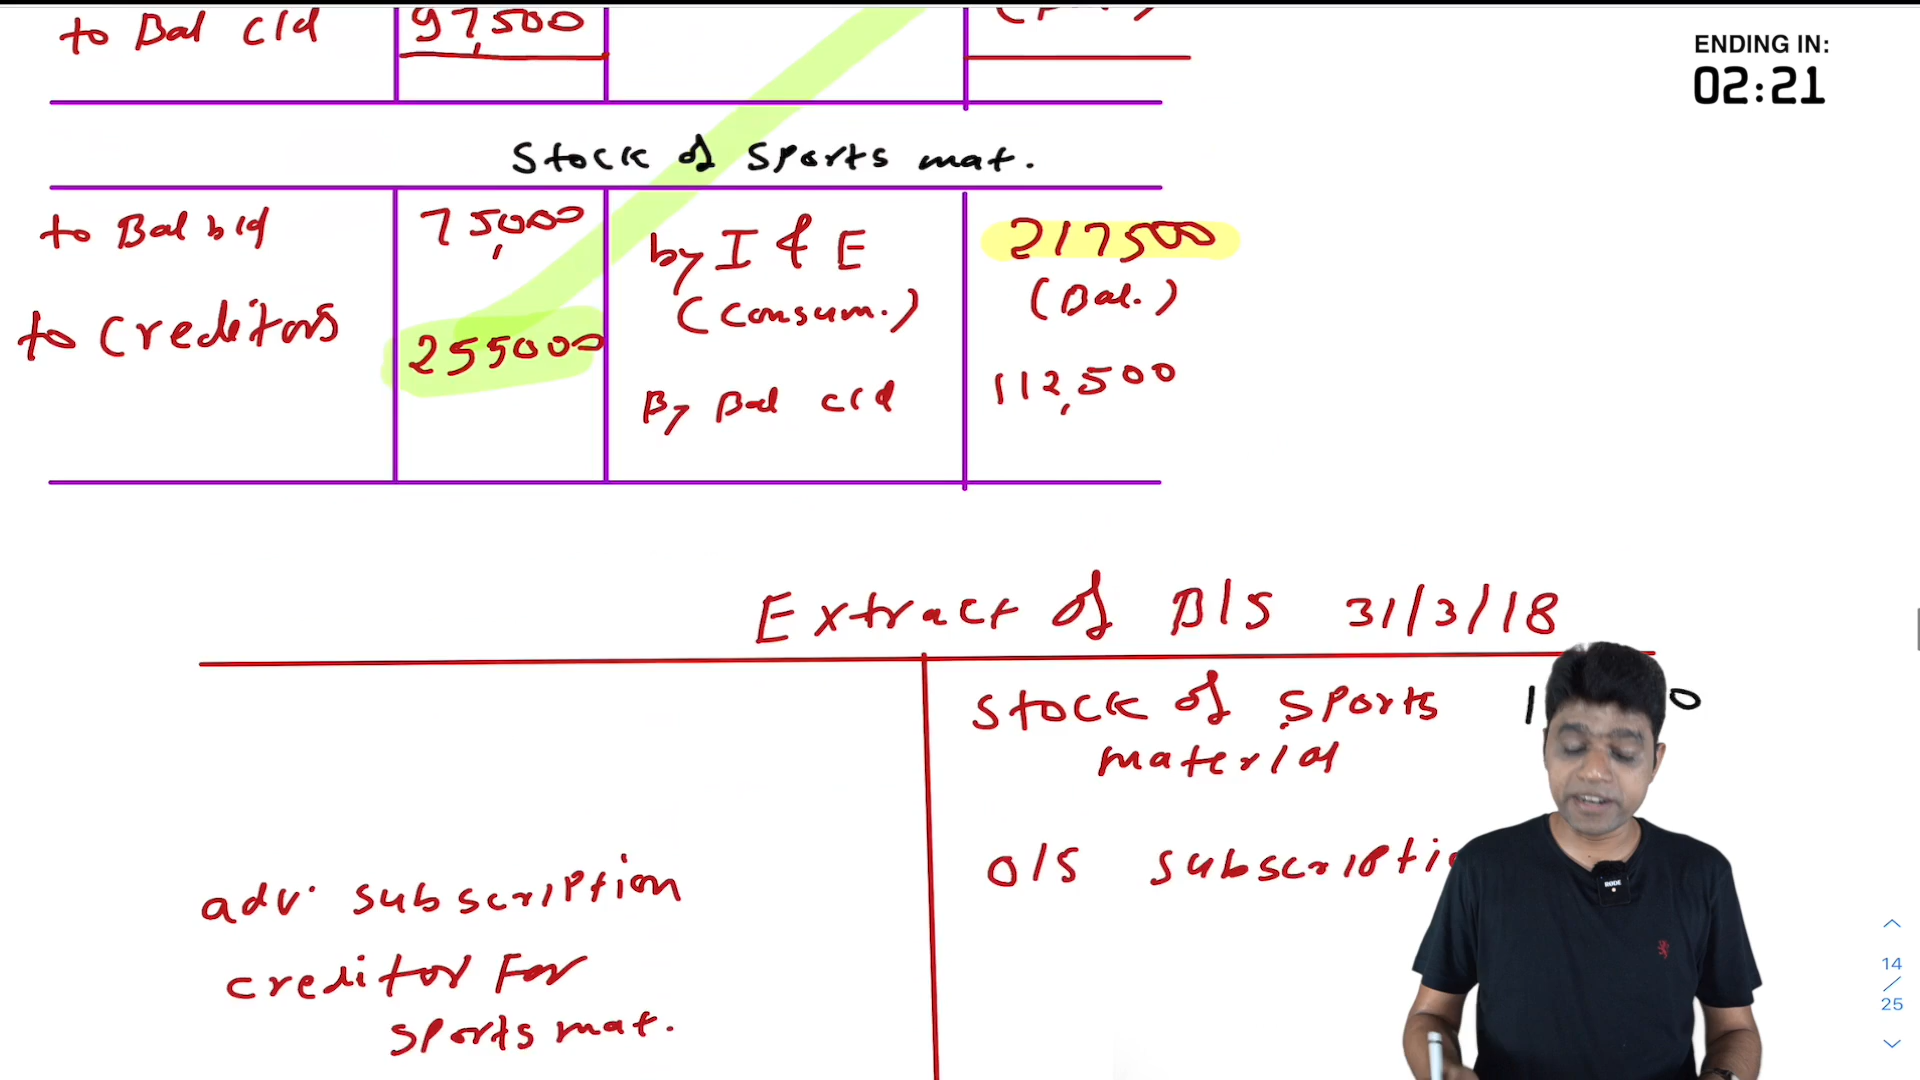 ENDING IN:
02:21
to Bal c/d 97,500
Stock of Sports mat.
to Bal b/d 75,000 by I & E 217500
(Consum.) (Bal.)
to Creditors 255000
By Bal c/d 112,500
Extract of B/S 31/3/18
Stock of Sports
material
O/S
adv. subscription
creditor for
sports mat.
RODE
14
/
25